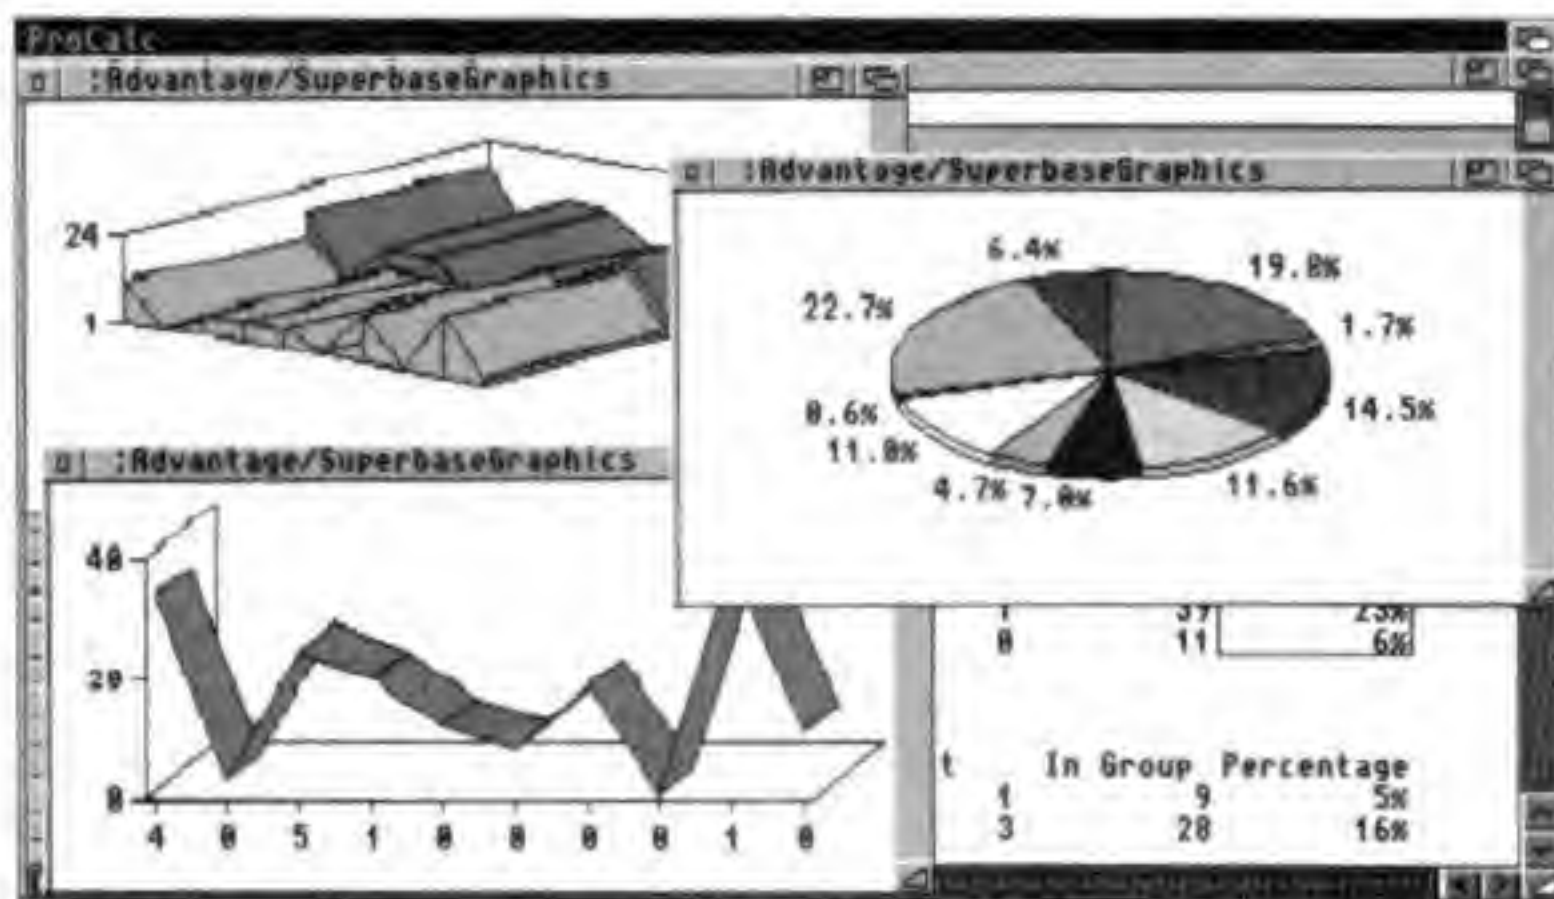 ProCalc
:Advantage/SuperbaseGraphics
24
1
:Advantage/SuperbaseGraphics
6.4%
19.8%
22.7%
1.7%
0.6%
14.5%
11.0%
4.7%
7.0%
11.6%
:Advantage/SuperbaseGraphics
40
20
0
4 0 5 1 0 0 0 0 1 0
0 11 6%
t In Group Percentage
1 9 5%
3 28 16%